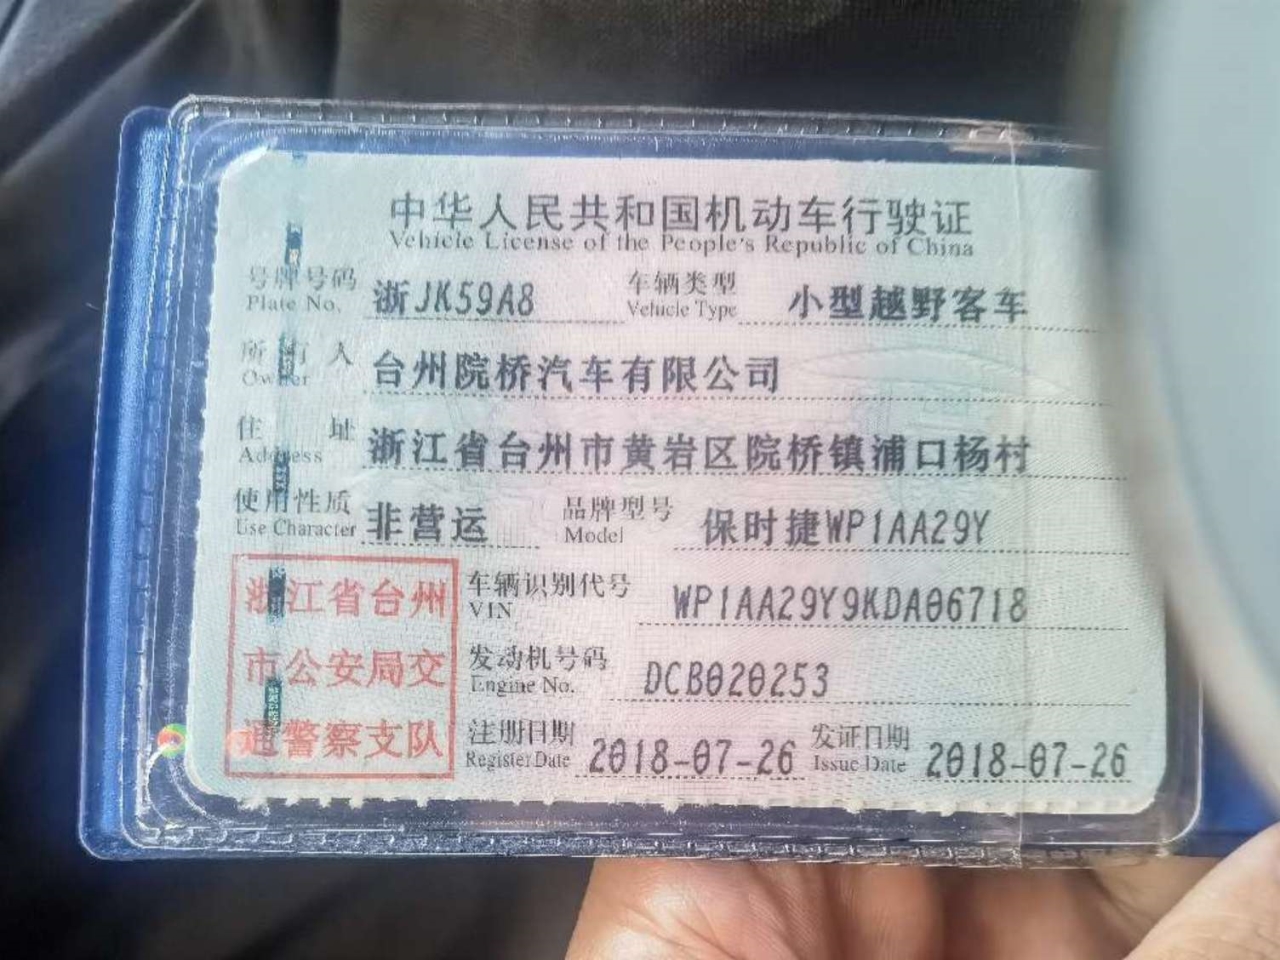 中华人民共和国机动车行驶证
Vehicle License of the People's Republic of China
号牌号码 浙JK59A8 车辆类型 小型越野客车
Plate No. Vehicle Type
所有人 台州院桥汽车有限公司
Owner
住址 浙江省台州市黄岩区院桥镇浦口杨村
Address
使用性质 非营运 品牌型号 保时捷WP1AA29Y
Use Character Model
浙江省台州
市公安局交
通警察支队
车辆识别代号 WP1AA29Y9KDA06718
VIN
发动机号码 DCB020253
Engine No.
注册日期 2018-07-26 发证日期 2018-07-26
Register Date Issue Date